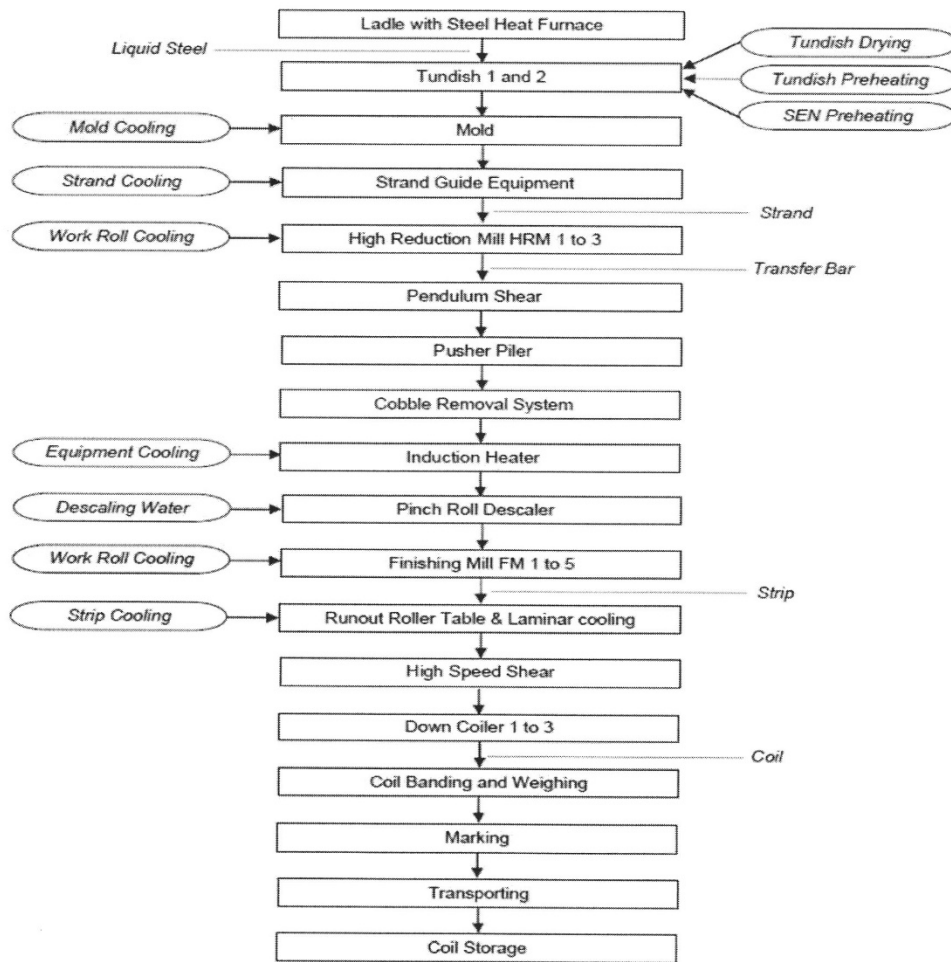 Ladle with Steel Heat Furnace
Liquid Steel
Tundish Drying
Tundish 1 and 2
Tundish Preheating
SEN Preheating
Mold Cooling
Mold
Strand Cooling
Strand Guide Equipment
Strand
Work Roll Cooling
High Reduction Mill HRM 1 to 3
Transfer Bar
Pendulum Shear
Pusher Piler
Cobble Removal System
Equipment Cooling
Induction Heater
Descaling Water
Pinch Roll Descaler
Work Roll Cooling
Finishing Mill FM 1 to 5
Strip
Strip Cooling
Runout Roller Table & Laminar cooling
High Speed Shear
Down Coiler 1 to 3
Coil
Coil Banding and Weighing
Marking
Transporting
Coil Storage